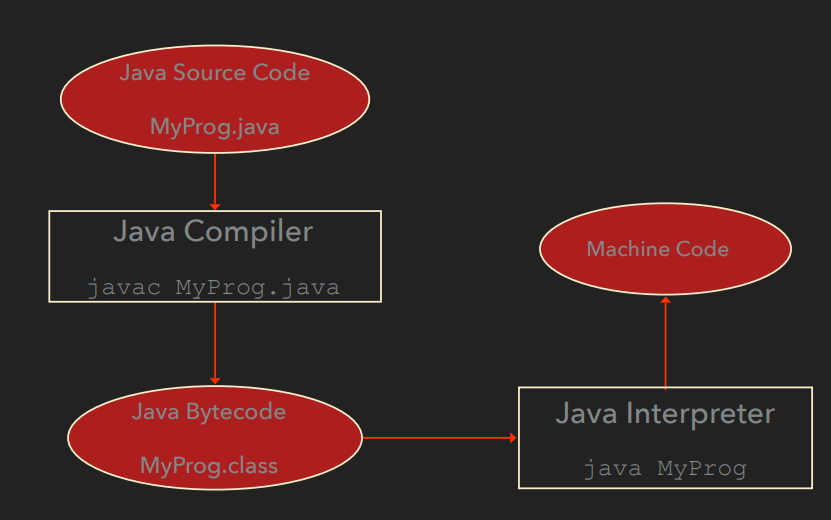 Java Source Code
MyProg.java
Java Compiler
javac MyProg.java
Java Bytecode
MyProg.class
Java Interpreter
java MyProg
Machine Code